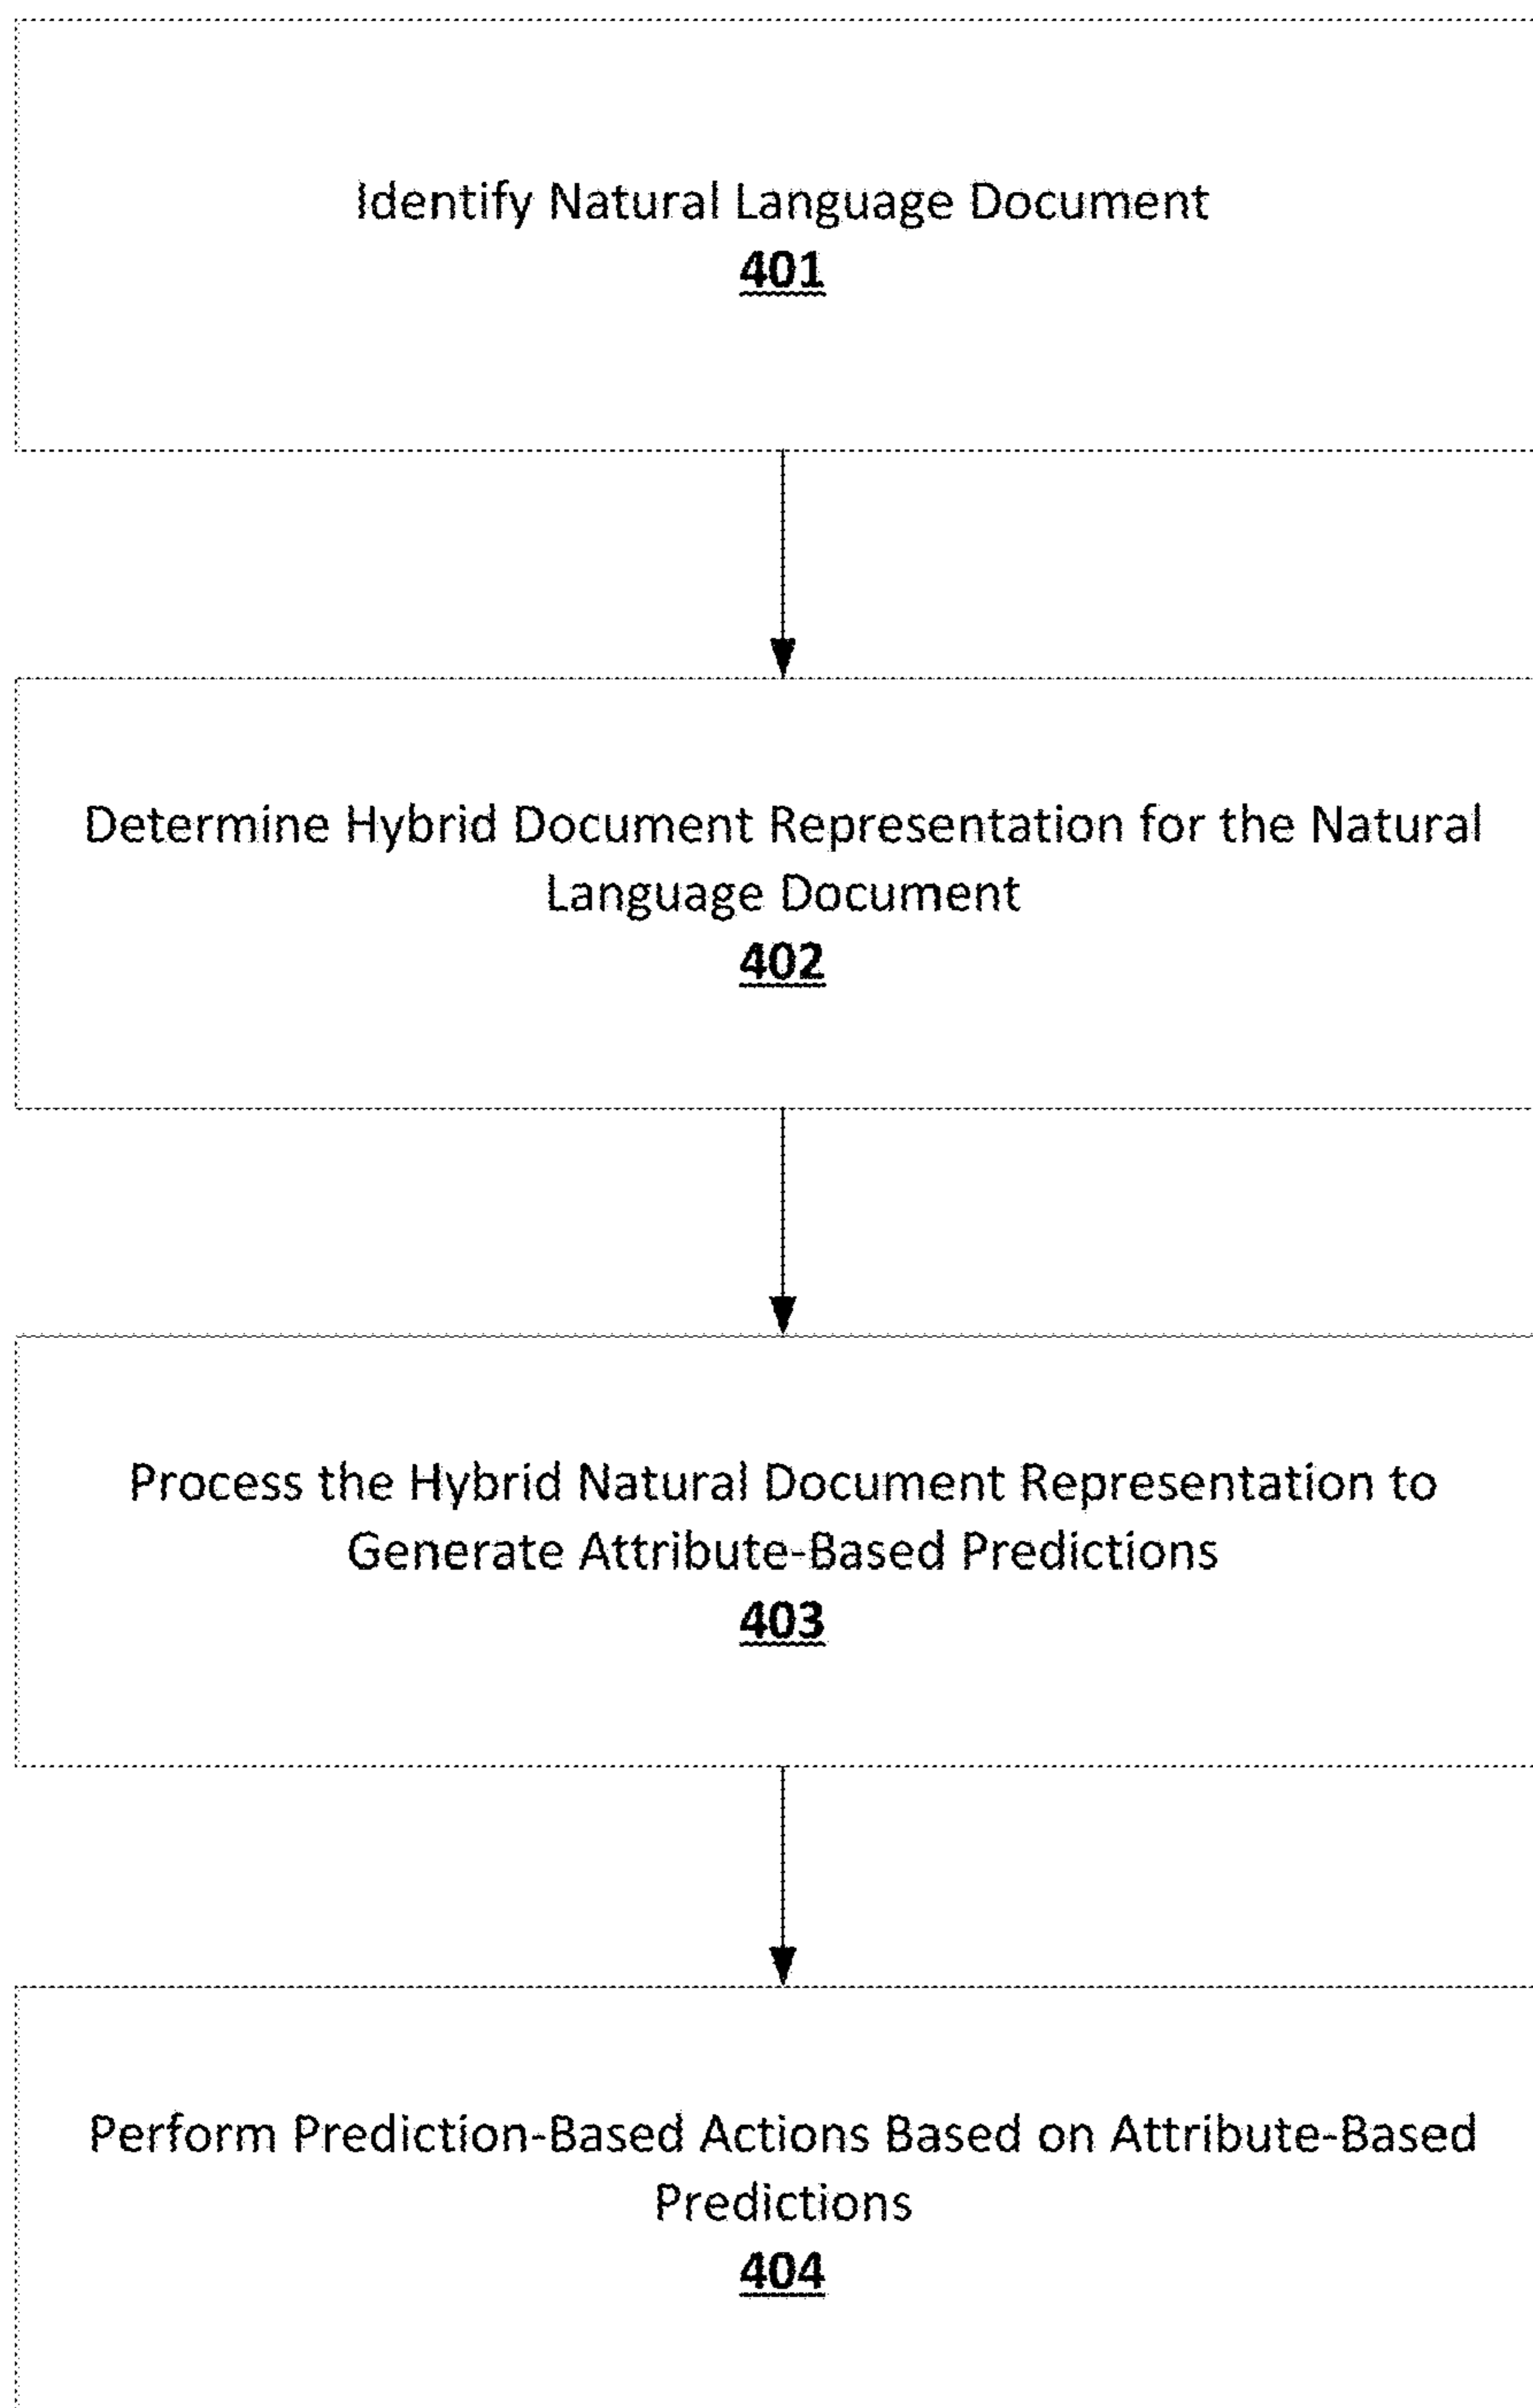 Identify Natural Language Document
401
Determine Hybrid Document Representation for the Natural
Language Document
402
Process the Hybrid Natural Document Representation to
Generate Attribute-Based Predictions
403
Perform Prediction-Based Actions Based on Attribute-Based
Predictions
404